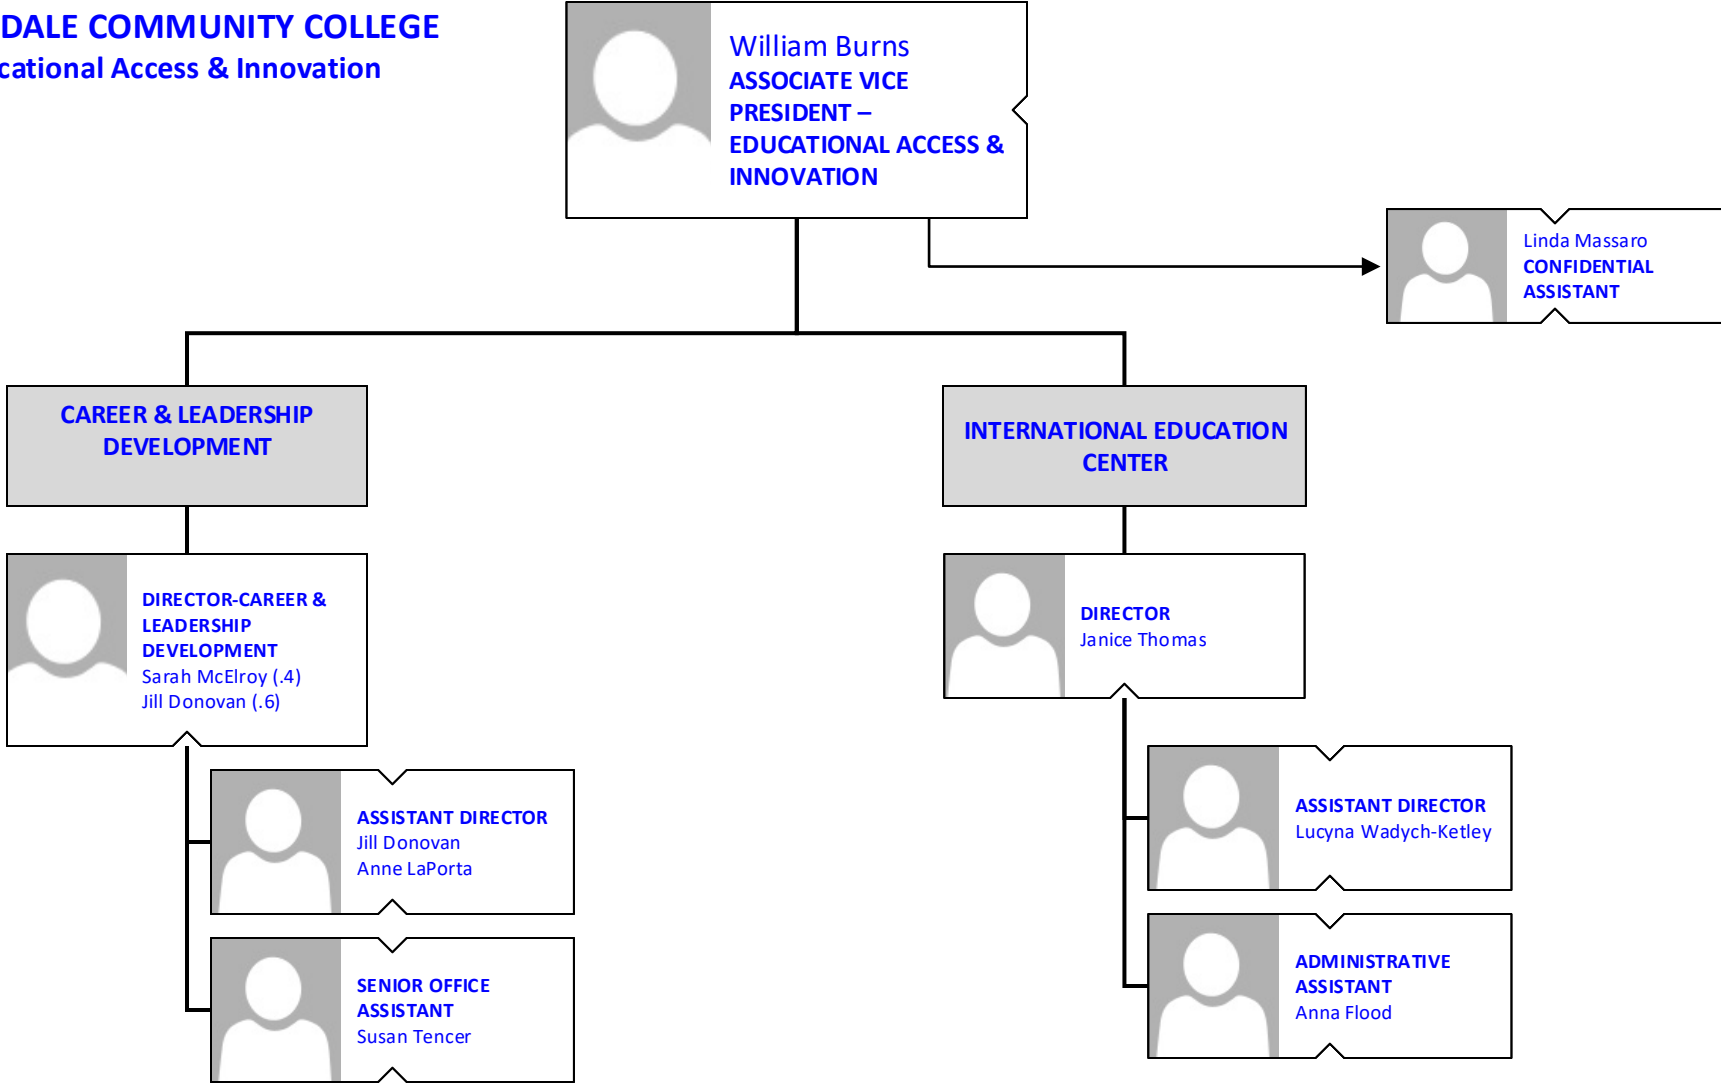 DALE COMMUNITY COLLEGE
cational Access & Innovation
William Burns
ASSOCIATE VICE
PRESIDENT –
EDUCATIONAL ACCESS &
INNOVATION
Linda Massaro
CONFIDENTIAL
ASSISTANT
CAREER & LEADERSHIP
DEVELOPMENT
INTERNATIONAL EDUCATION
CENTER
DIRECTOR-CAREER &
LEADERSHIP
DEVELOPMENT
Sarah McElroy (.4)
Jill Donovan (.6)
DIRECTOR
Janice Thomas
ASSISTANT DIRECTOR
Jill Donovan
Anne LaPorta
ASSISTANT DIRECTOR
Lucyna Wadych-Ketley
SENIOR OFFICE
ASSISTANT
Susan Tencer
ADMINISTRATIVE
ASSISTANT
Anna Flood